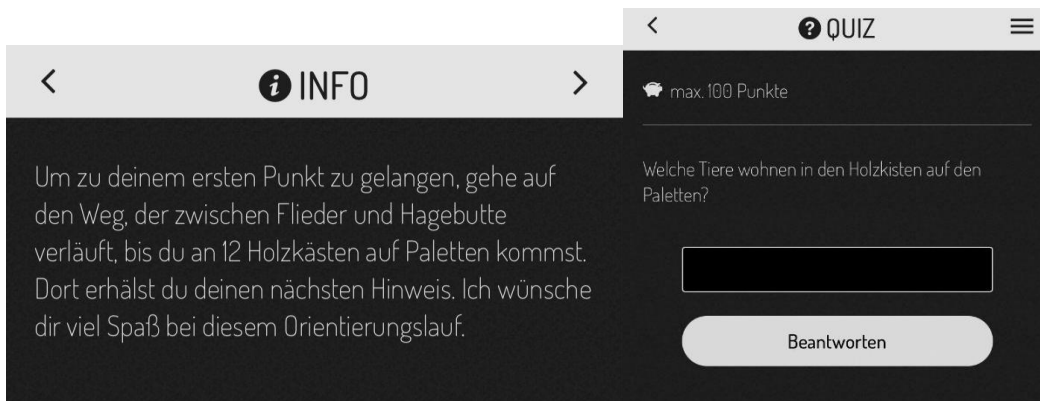 INFO
Um zu deinem ersten Punkt zu gelangen, gehe auf
den Weg, der zwischen Flieder und Hagebutte
verläuft, bis du an 12 Holzkästen auf Paletten kommst.
Dort erhälst du deinen nächsten Hinweis. Ich wünsche
dir viel Spaß bei diesem Orientierungslauf.
QUIZ
max. 100 Punkte
Welche Tiere wohnen in den Holzkisten auf den
Paletten?
Beantworten